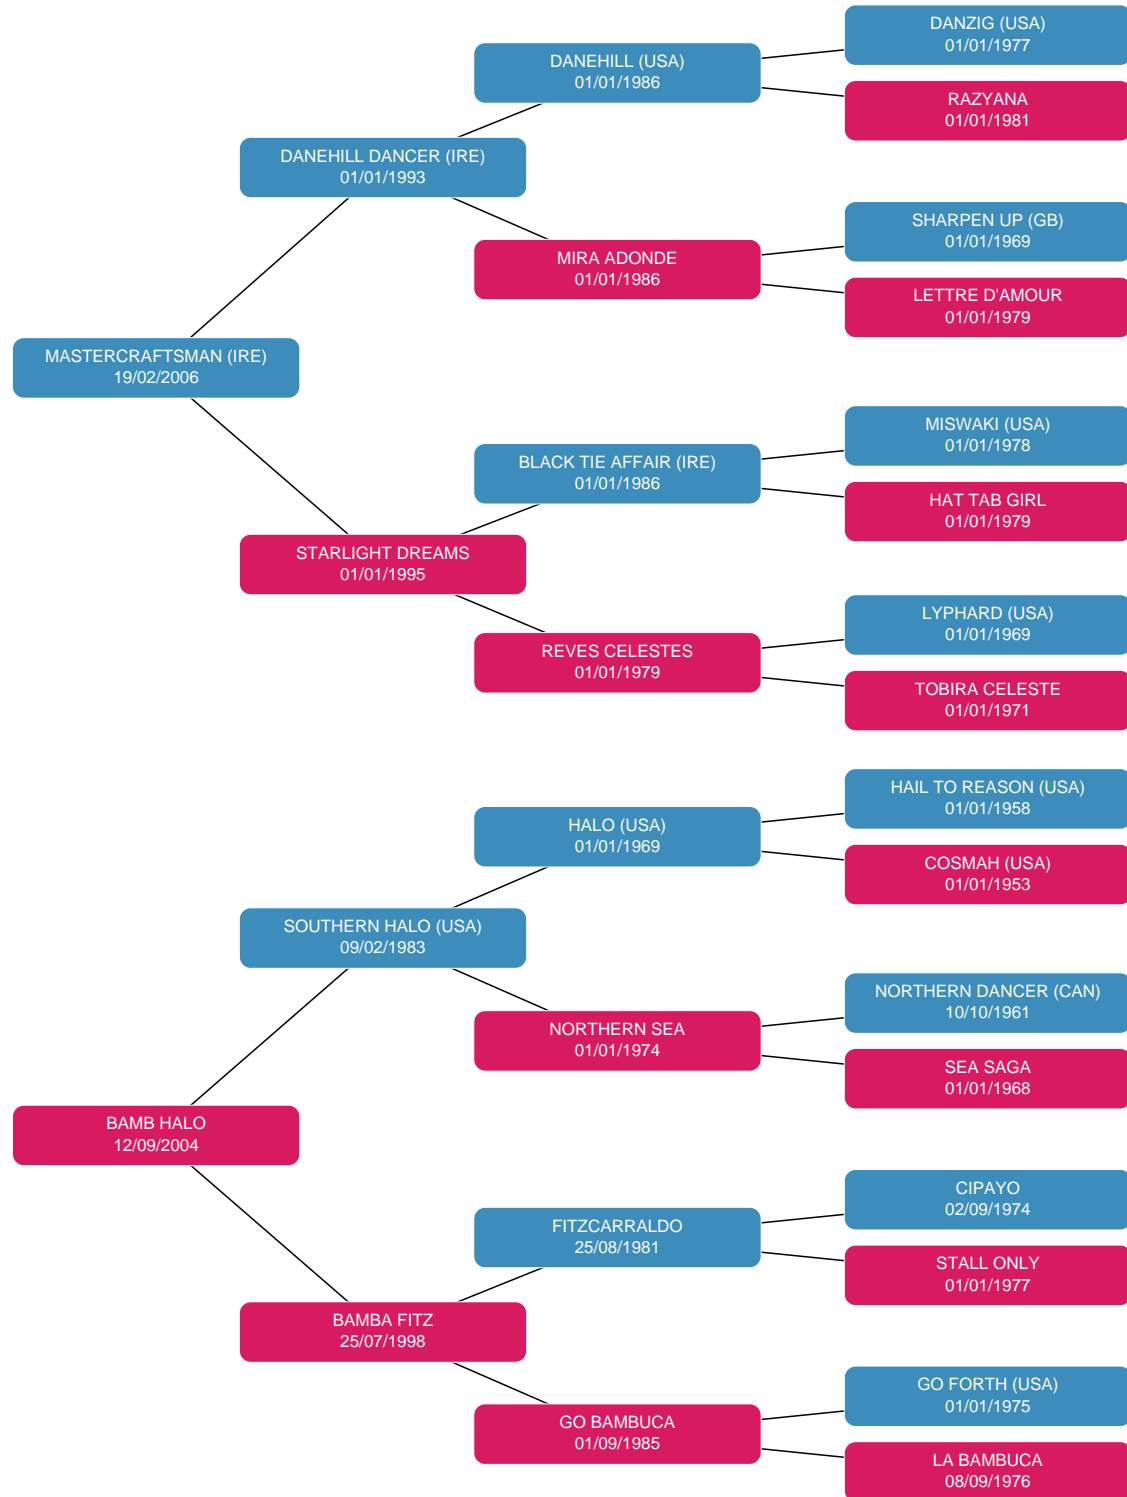 DANZIG (USA)
01/01/1977
DANEHILL (USA)
01/01/1986
RAZYANA
01/01/1981
DANEHILL DANCER (IRE)
01/01/1993
SHARPEN UP (GB)
01/01/1969
MIRA ADONDE
01/01/1986
LETTRE D'AMOUR
01/01/1979
MASTERCRAFTSMAN (IRE)
19/02/2006
MISWAKI (USA)
01/01/1978
BLACK TIE AFFAIR (IRE)
01/01/1986
HAT TAB GIRL
01/01/1979
STARLIGHT DREAMS
01/01/1995
LYPHARD (USA)
01/01/1969
REVES CELESTES
01/01/1979
TOBIRA CELESTE
01/01/1971
HAIL TO REASON (USA)
01/01/1958
HALO (USA)
01/01/1969
COSMAH (USA)
01/01/1953
SOUTHERN HALO (USA)
09/02/1983
NORTHERN DANCER (CAN)
10/10/1961
NORTHERN SEA
01/01/1974
SEA SAGA
01/01/1968
BAMB HALO
12/09/2004
CIPAYO
02/09/1974
FITZCARRALDO
25/08/1981
STALL ONLY
01/01/1977
BAMBA FITZ
25/07/1998
GO FORTH (USA)
01/01/1975
GO BAMBUCA
01/09/1985
LA BAMBUCA
08/09/1976